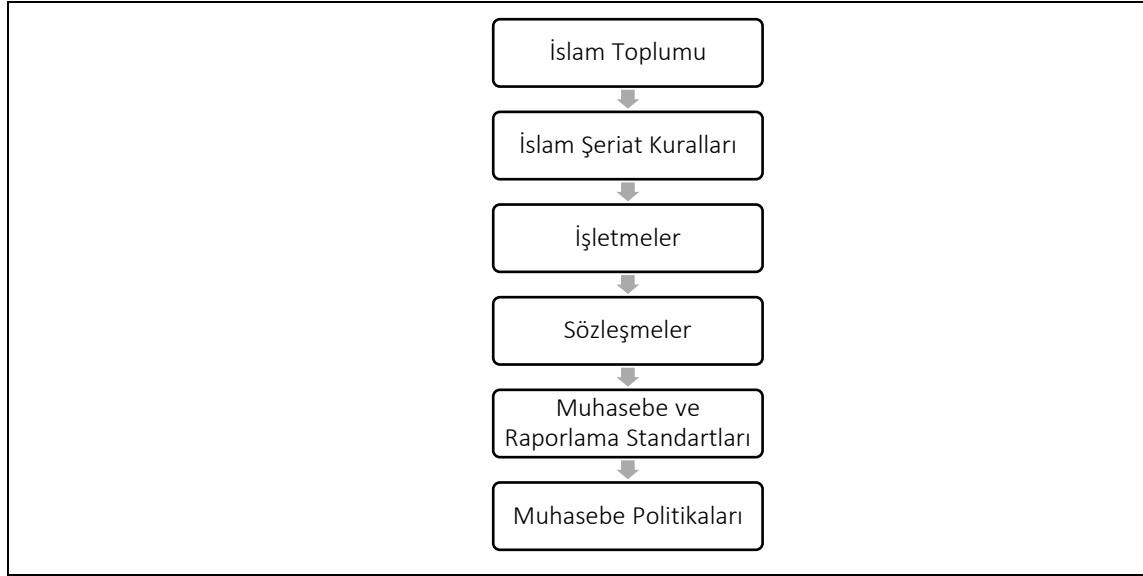 İslam Toplumu
İslam Şeriat Kuralları
İşletmeler
Sözleşmeler
Muhasebe ve
Raporlama Standartları
Muhasebe Politikaları